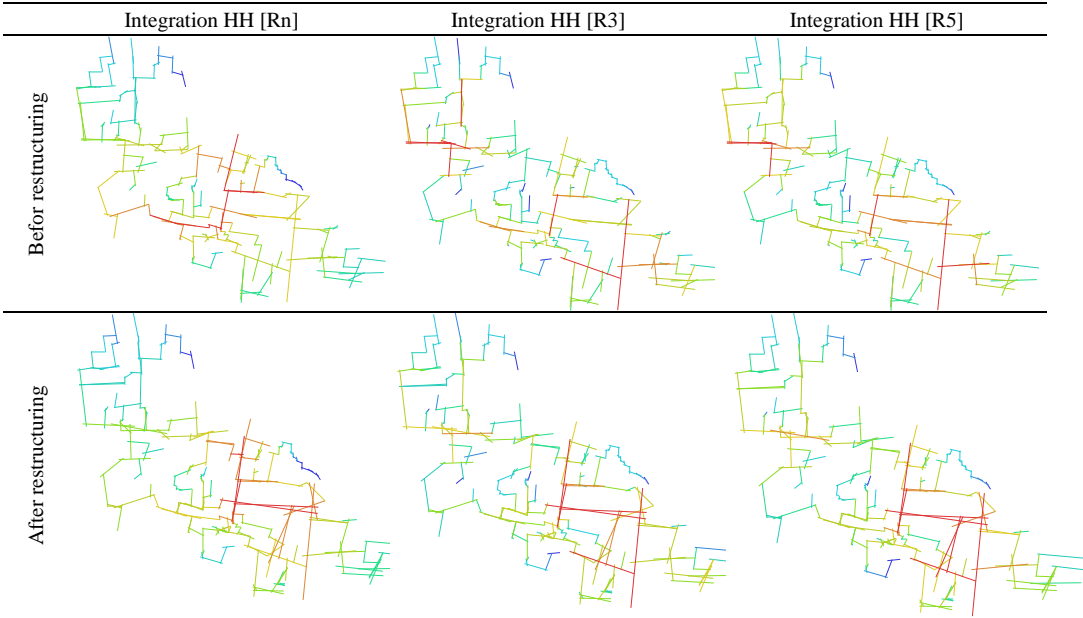 Integration HH [Rn] Integration HH [R3] Integration HH [R5]
Befor restructuring
After restructuring